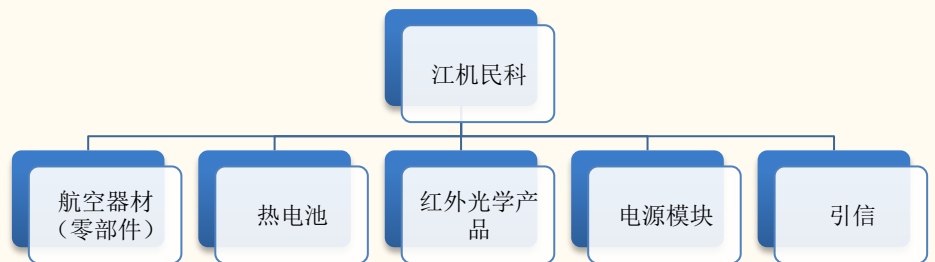 江机民科
航空器材
（零部件）
热电池
红外光学产
品
电源模块
引信